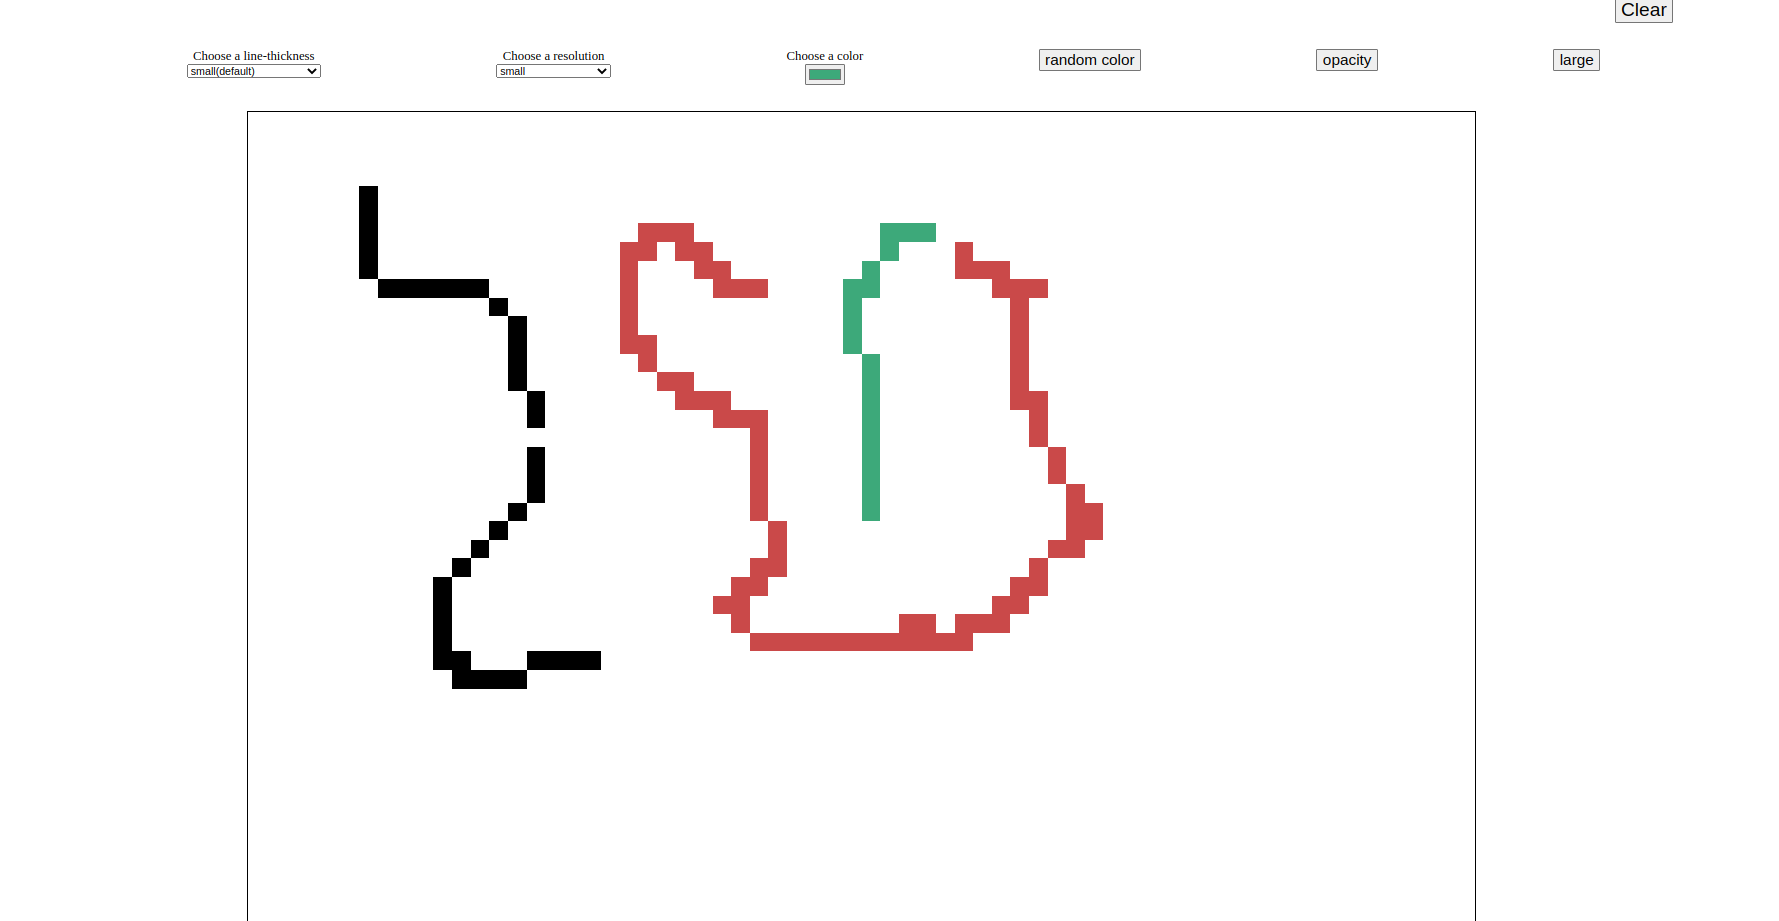 Clear
Choose a line-thickness
small(default)
Choose a resolution
small
Choose a color
random color
opacity
large